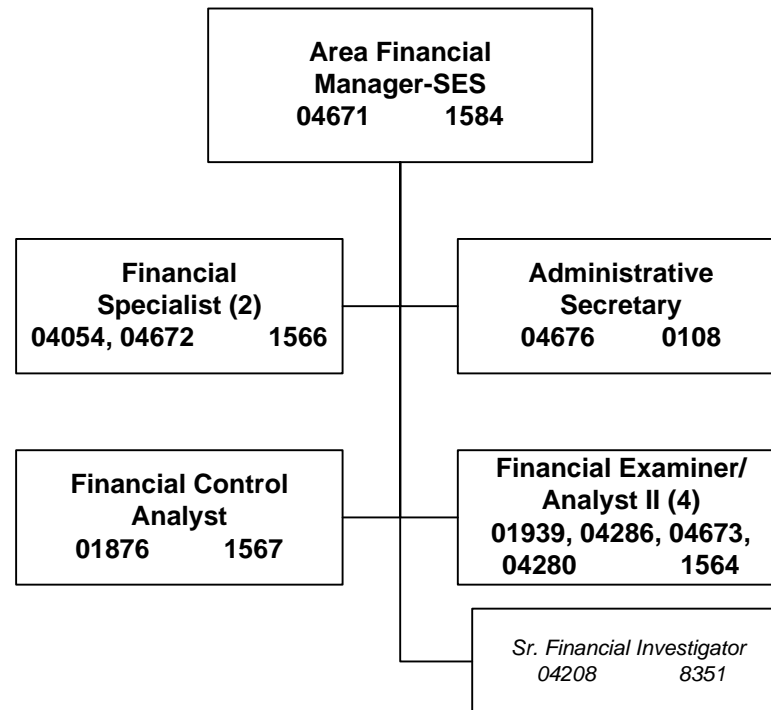 Area Financial
Manager-SES
04671 1584
Financial
Specialist (2)
04054, 04672 1566
Administrative
Secretary
04676 0108
Financial Control
Analyst
01876 1567
Financial Examiner/
Analyst II (4)
01939, 04286, 04673,
04280 1564
Sr. Financial Investigator
04208 8351